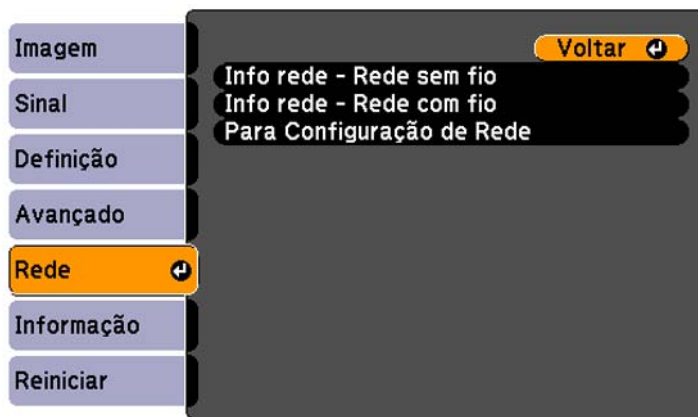 Imagem
Sinal
Definição
Avançado
Rede
Informação
Reiniciar
Voltar
Info rede - Rede sem fio
Info rede - Rede com fio
Para Configuração de Rede